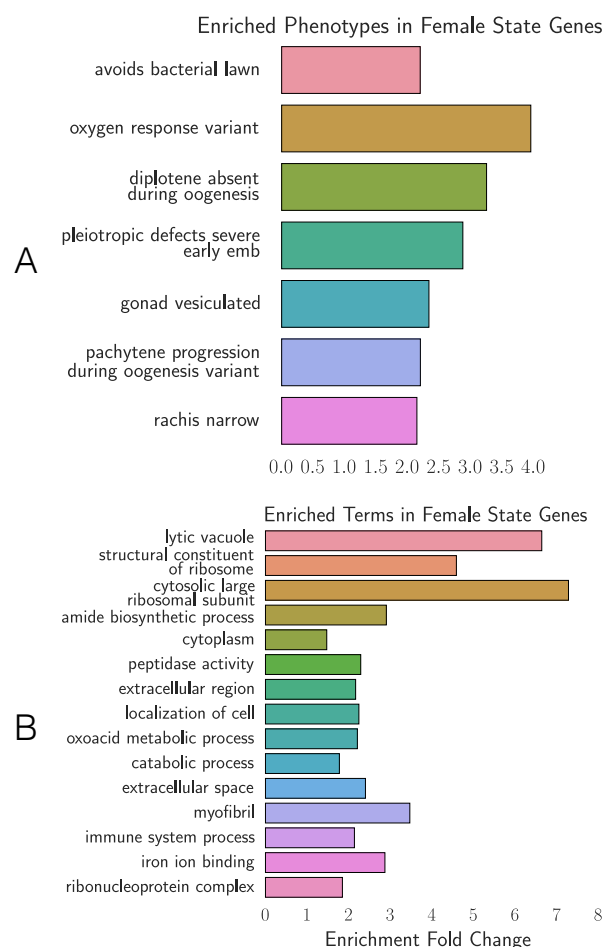 Enriched Phenotypes in Female State Genes
avoids bacterial lawn
oxygen response variant
diplotene absent
during oogenesis
pleiotropic defects severe
early emb
A
gonad vesiculated
pachytene progression
during oogenesis variant
rachis narrow
0.0 0.5 1.0 1.5 2.0 2.5 3.0 3.5 4.0
Enriched Terms in Female State Genes
lytic vacuole
structural constituent
of ribosome
cytosolic large
ribosomal subunit
amide biosynthetic process
cytoplasm
peptidase activity
extracellular region
B
localization of cell
oxoacid metabolic process
catabolic process
extracellular space
myofibril
immune system process
iron ion binding
ribonucleoprotein complex
0 1 2 3 4 5 6 7 8
Enrichment Fold Change